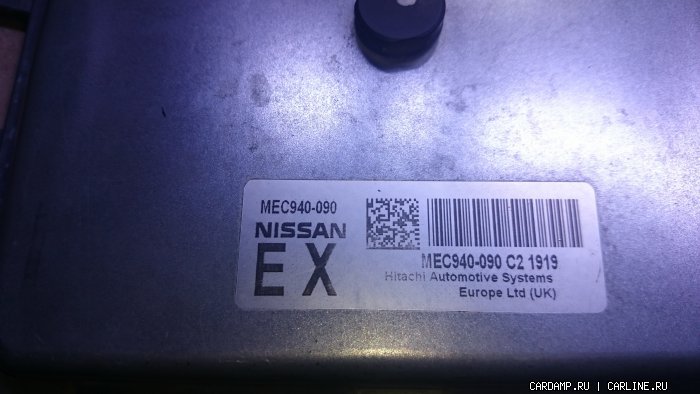 MEC940-090
NISSAN
EX
MEC940-090 C2 1919
Hitachi Automotive Systems
Europe Ltd (UK)
CARDAMP.RU | CARLINE.RU